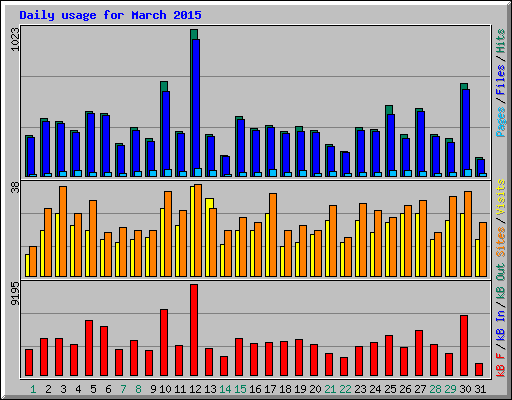 Daily usage for March 2015
1023
Pages / Files / Hits
38
Sites / Visits
9195
kB F / kB In / kB Out
1 2 3 4 5 6 7 8 9 10 11 12 13 14 15 16 17 18 19 20 21 22 23 24 25 26 27 28 29 30 31